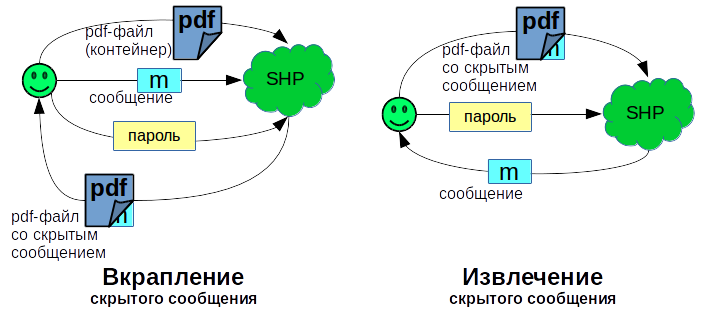 pdf
pdf-файл
(контейнер)
m
сообщение
SHP
пароль
pdf
m
pdf-файл
со скрытым
сообщением
Вкрапление
скрытого сообщения
pdf
m
pdf-файл
со скрытым
сообщением
SHP
пароль
m
сообщение
Извлечение
скрытого сообщения